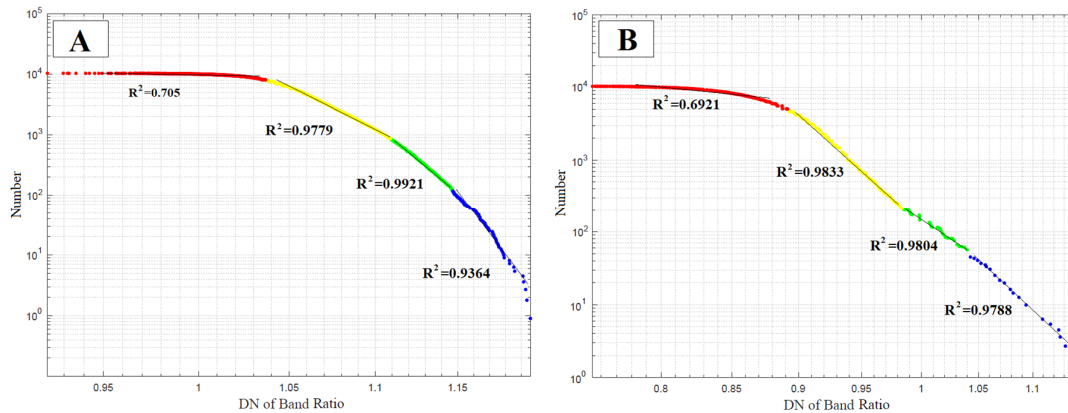 A
10^5
10^4
10^3
10^2
10^1
10^0
Number
R^2=0.705
R^2=0.9779
R^2=0.9921
R^2=0.9364
0.95
1
1.05
1.1
1.15
DN of Band Ratio
B
10^5
10^4
10^3
10^2
10^1
10^0
Number
R^2=0.6921
R^2=0.9833
R^2=0.9804
R^2=0.9788
0.8
0.85
0.9
0.95
1
1.05
1.1
DN of Band Ratio